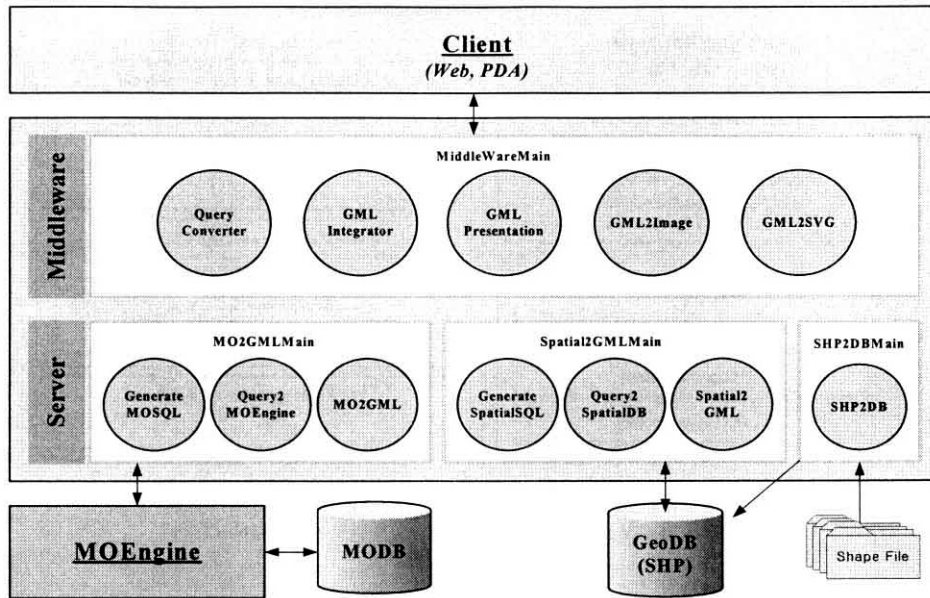 Client
(Web, PDA)
Middleware
MiddleWareMain
Query
Converter
GML
Integrator
GML
Presentation
GML2Image
GML2SVG
Server
MO2GMLMain
Generate
MOSQL
Query2
MOEngine
MO2GML
Spatial2GMLMain
Generate
SpatialSQL
Query2
SpatialDB
Spatial2
GML
SHP2DBMain
SHP2DB
MOEngine
MODB
GeoDB
(SHP)
Shape File